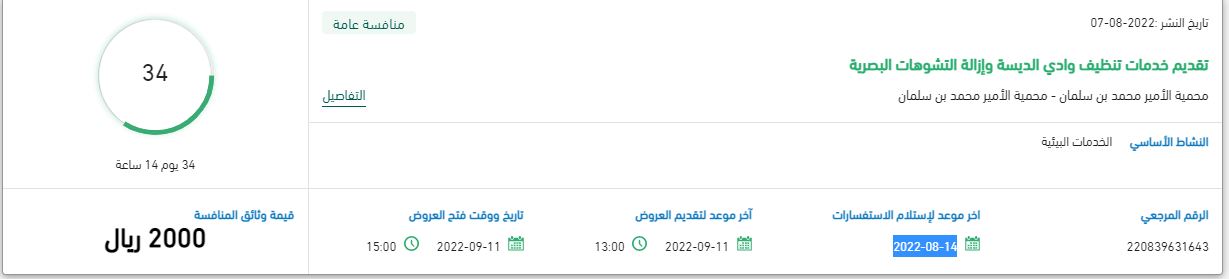 تاريخ النشر :2022-08-07
منافسة عامة
تقديم خدمات تنظيف وادي الديسة وإزالة التشوهات البصرية
محمية الأمير محمد بن سلمان - محمية الأمير محمد بن سلمان
التفاصيل
34
34 يوم 14 ساعة
النشاط الأساسي الخدمات البيئية
الرقم المرجعي
220839631643
اخر موعد لإستلام الاستفسارات
2022-08-14
آخر موعد لتقديم العروض
2022-09-11 13:00
تاريخ ووقت فتح العروض
2022-09-11 15:00
قيمة وثائق المنافسة
2000 ريال